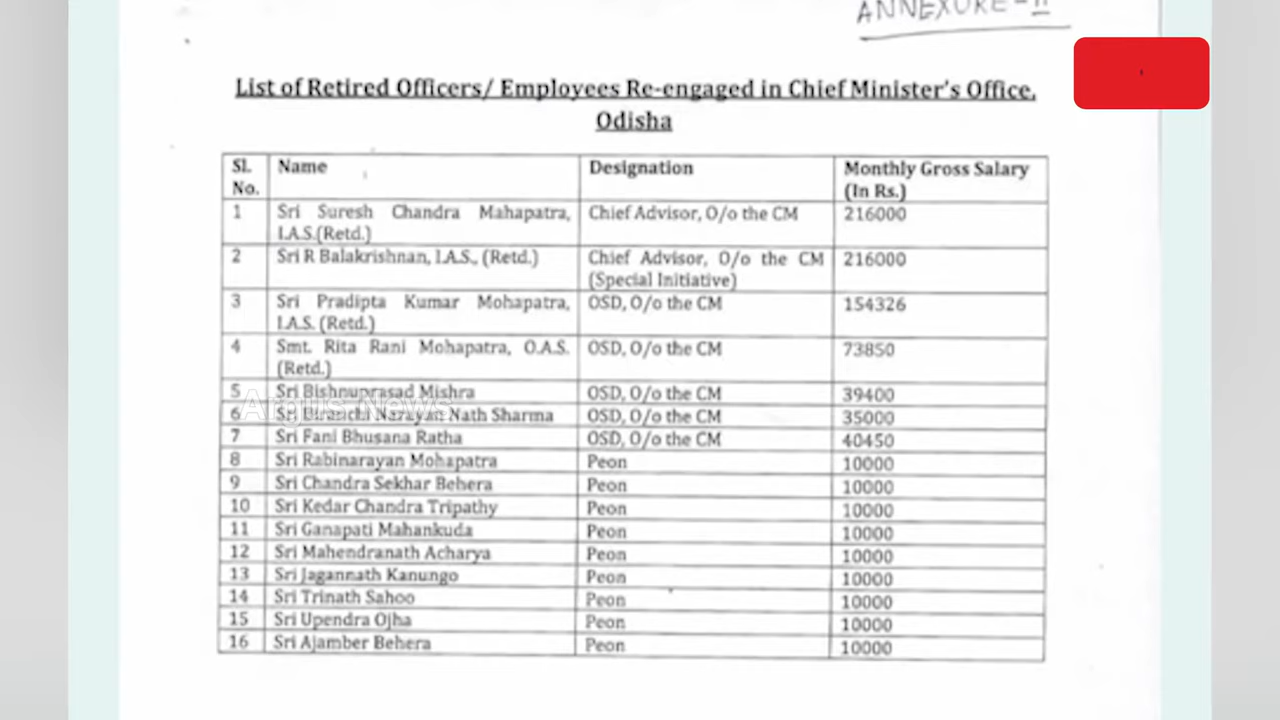 ANNEXURE - II
List of Retired Officers/ Employees Re-engaged in Chief Minister's Office,
Odisha
Sl. No. Name Designation Monthly Gross Salary (In Rs.)
1 Sri Suresh Chandra Mahapatra, I.A.S.(Retd.) Chief Advisor, O/o the CM 216000
2 Sri R Balakrishnan, I.A.S., (Retd.) Chief Advisor, O/o the CM (Special Initiative) 216000
3 Sri Pradipta Kumar Mohapatra, I.A.S. (Retd.) OSD, O/o the CM 154326
4 Smt. Rita Rani Mohapatra, O.A.S. (Retd.) OSD, O/o the CM 73850
5 Sri Bishnuprasad Mishra OSD, O/o the CM 39400
Argus News
6 Sri Biranchi Narayan Nath Sharma OSD, O/o the CM 35000
7 Sri Fani Bhusana Ratha OSD, O/o the CM 40450
8 Sri Rabinarayan Mohapatra Peon 10000
9 Sri Chandra Sekhar Behera Peon 10000
10 Sri Kedar Chandra Tripathy Peon 10000
11 Sri Ganapati Mahankuda Peon 10000
12 Sri Mahendranath Acharya Peon 10000
13 Sri Jagannath Kanungo Peon 10000
14 Sri Trinath Sahoo Peon 10000
15 Sri Upendra Ojha Peon 10000
16 Sri Ajamber Behera Peon 10000